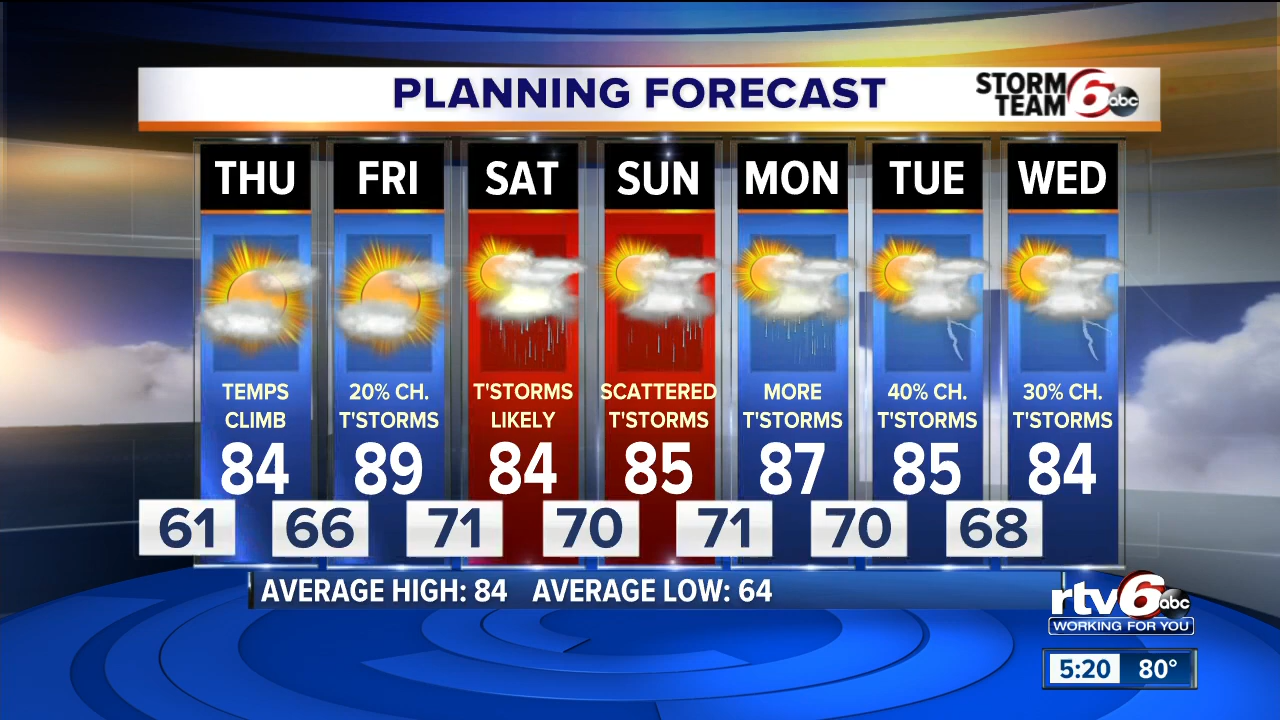 PLANNING FORECAST
STORM
TEAM 6 abc
THU FRI SAT SUN MON TUE WED
TEMPS 20% CH. T'STORMS SCATTERED MORE 40% CH. 30% CH.
CLIMB T'STORMS LIKELY T'STORMS T'STORMS T'STORMS T'STORMS
84 89 84 85 87 85 84
61 66 71 70 71 70 68
AVERAGE HIGH: 84 AVERAGE LOW: 64
rtv6 abc
WORKING FOR YOU
5:20 80°